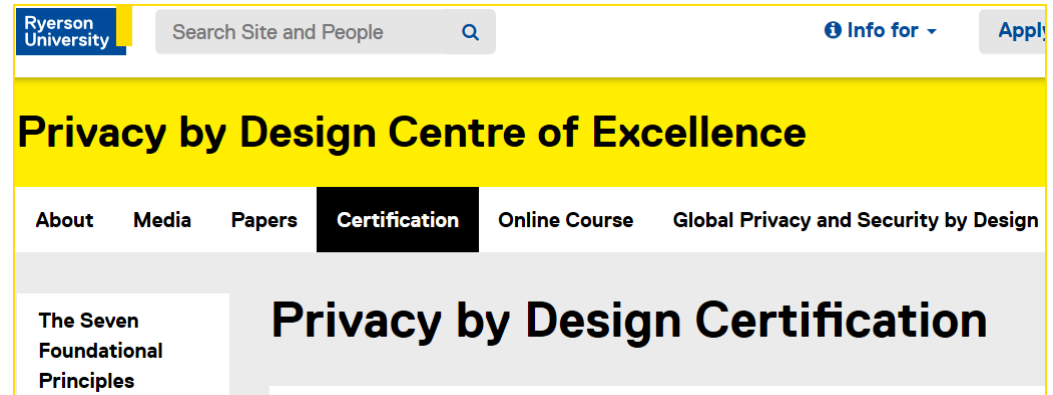 Ryerson
University
Search Site and People
Info for
Privacy by Design Centre of Excellence
About Media Papers Certification Online Course Global Privacy and Security by Design
The Seven
Foundational
Principles
Privacy by Design Certification